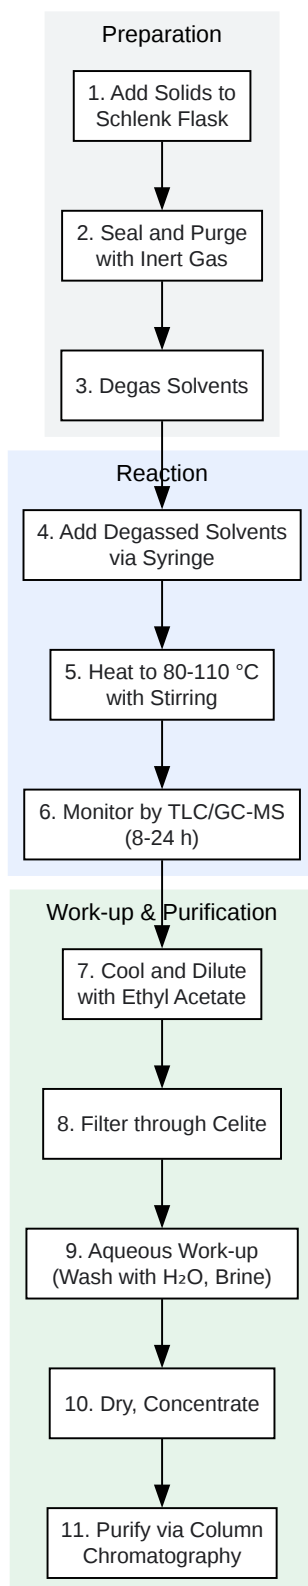 Preparation
1. Add Solids to
Schlenk Flask
2. Seal and Purge
with Inert Gas
3. Degas Solvents
Reaction
4. Add Degassed Solvents
via Syringe
5. Heat to 80-110 °C
with Stirring
6. Monitor by TLC/GC-MS
(8-24 h)
Work-up & Purification
7. Cool and Dilute
with Ethyl Acetate
8. Filter through Celite
9. Aqueous Work-up
(Wash with H₂O, Brine)
10. Dry, Concentrate
11. Purify via Column
Chromatography